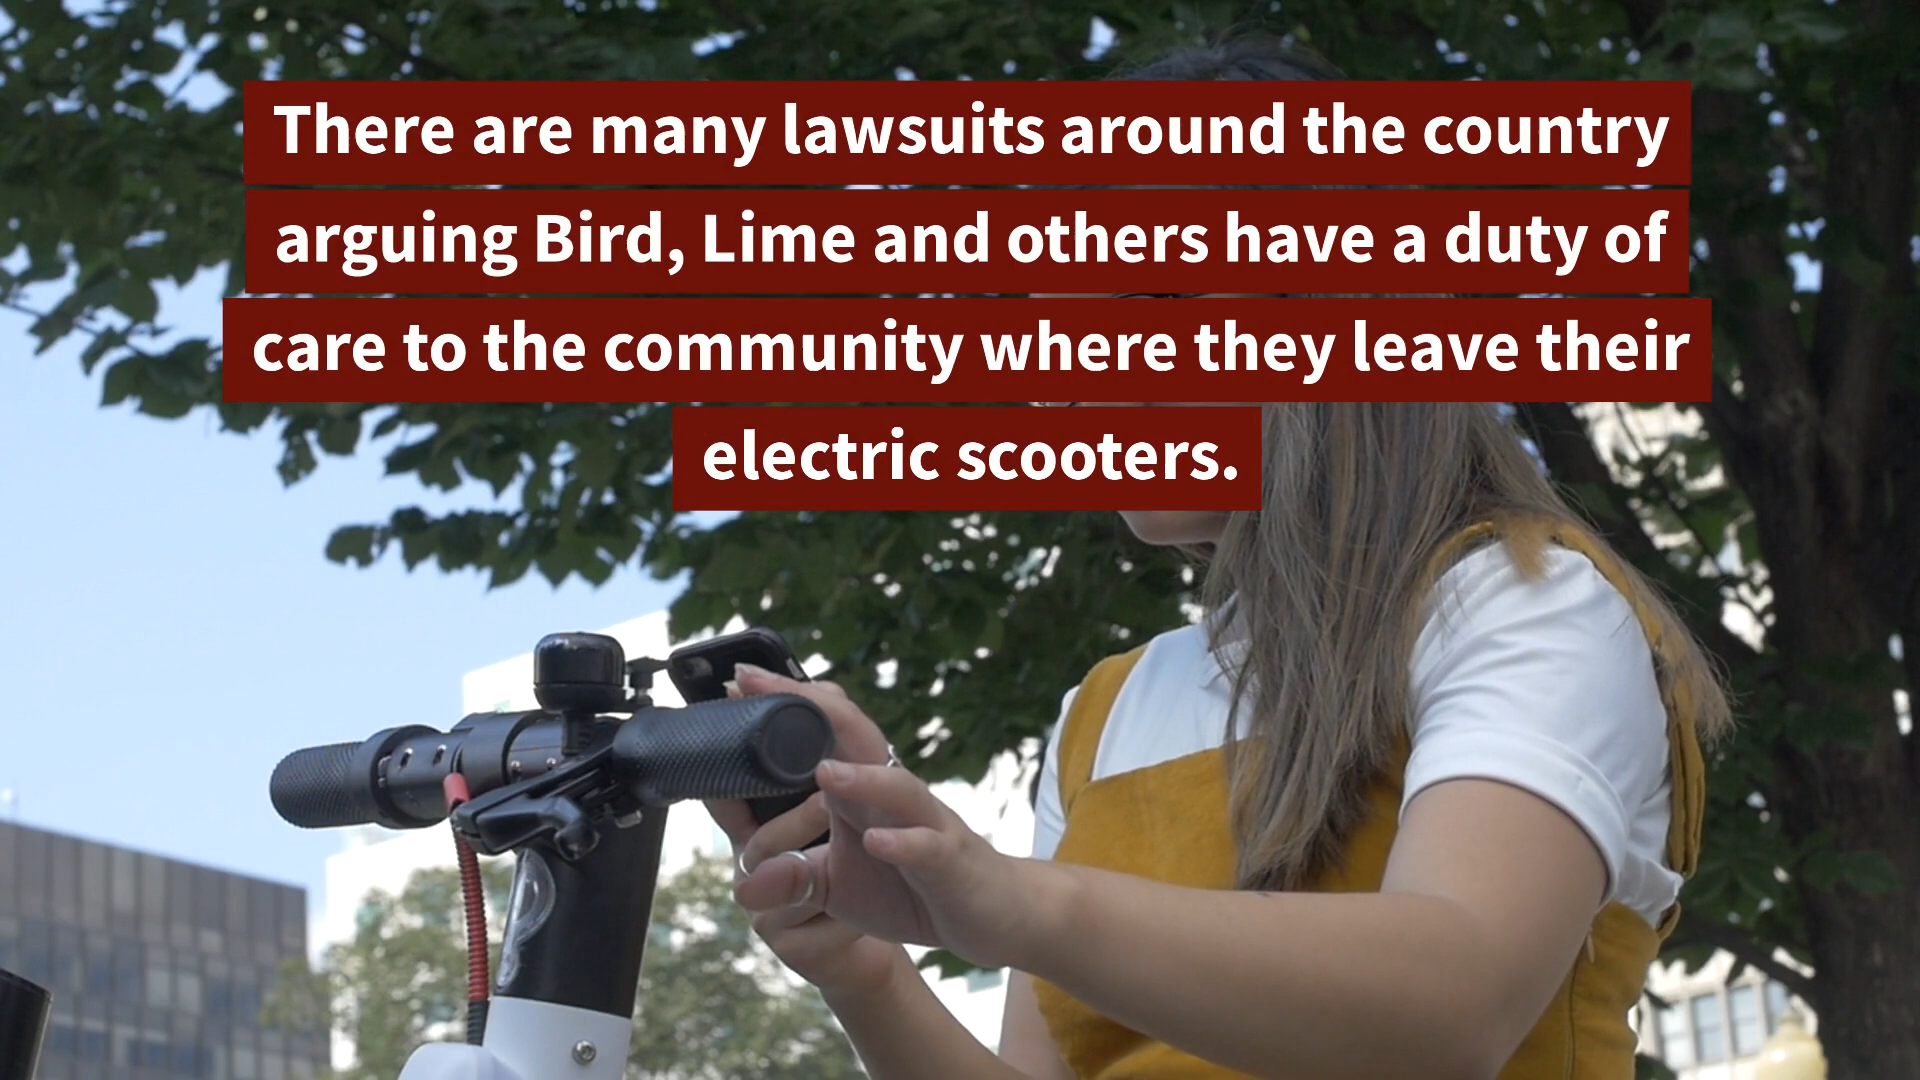 There are many lawsuits around the country
arguing Bird, Lime and others have a duty of
care to the community where they leave their
electric scooters.